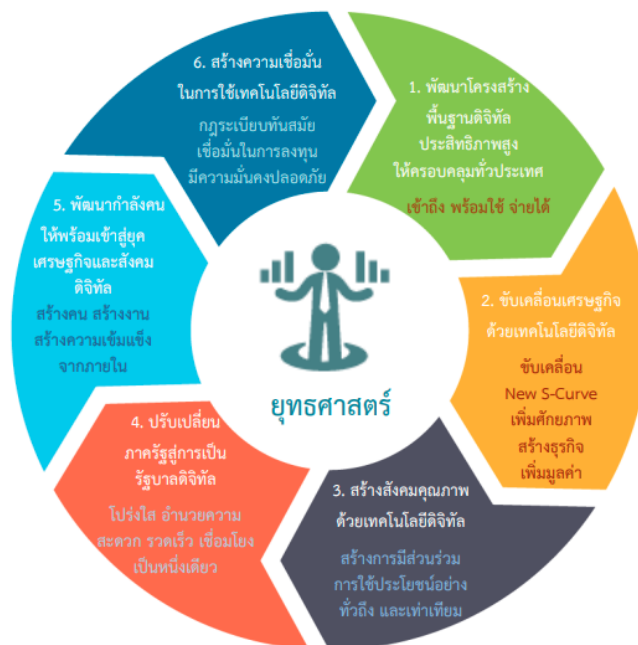 6. สร้างความเชื่อมั่น
ในการใช้เทคโนโลยีดิจิทัล
กฎระเบียบทันสมัย
เชื่อมั่นในการลงทุน
มีความมั่นคงปลอดภัย
1. พัฒนาโครงสร้าง
พื้นฐานดิจิทัล
ประสิทธิภาพสูง
ให้ครอบคลุมทั่วประเทศ
เข้าถึง พร้อมใช้ จ่ายได้
5. พัฒนากำลังคน
ให้พร้อมเข้าสู่ยุค
เศรษฐกิจและสังคม
ดิจิทัล
สร้างคน สร้างงาน
สร้างความเข้มแข็ง
จากภายใน
2. ขับเคลื่อนเศรษฐกิจ
ด้วยเทคโนโลยีดิจิทัล
ขับเคลื่อน
New S-Curve
เพิ่มศักยภาพ
สร้างธุรกิจ
เพิ่มมูลค่า
ยุทธศาสตร์
4. ปรับเปลี่ยน
ภาครัฐสู่การเป็น
รัฐบาลดิจิทัล
โปร่งใส อำนวยความ
สะดวก รวดเร็ว เชื่อมโยง
เป็นหนึ่งเดียว
3. สร้างสังคมคุณภาพ
ด้วยเทคโนโลยีดิจิทัล
สร้างการมีส่วนร่วม
การใช้ประโยชน์อย่าง
ทั่วถึง และเท่าเทียม